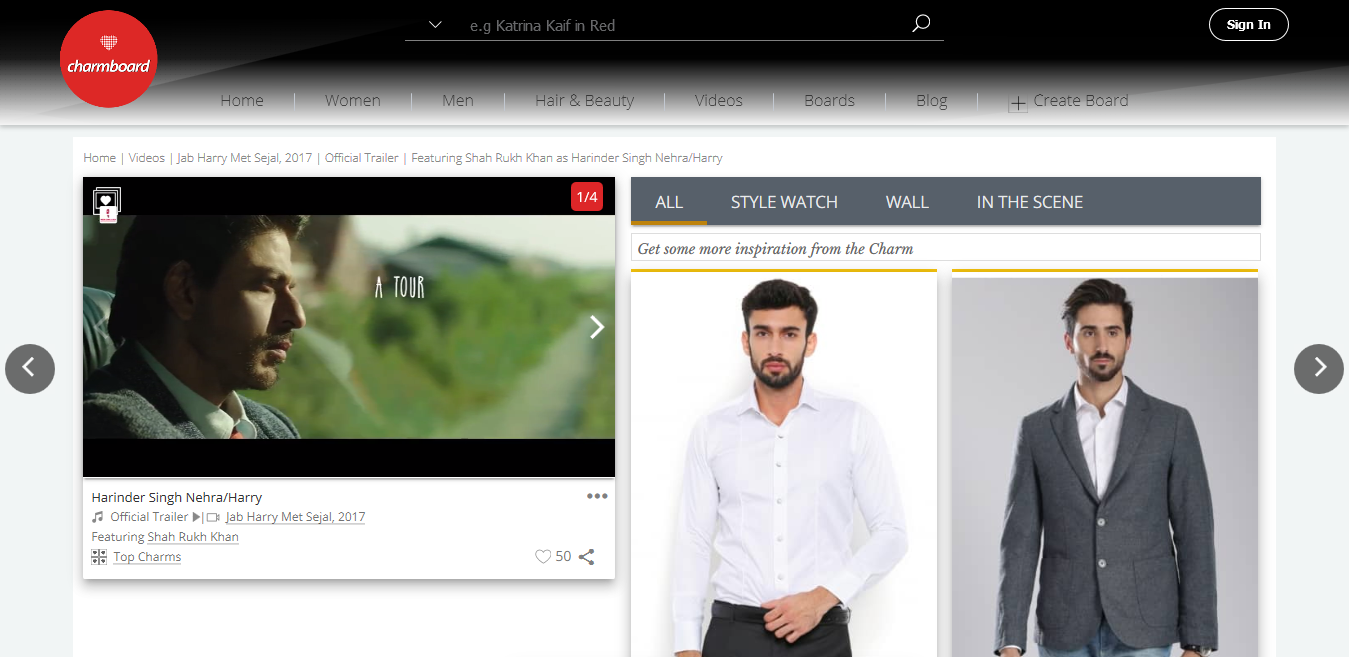 e.g Katrina Kaif in Red
Sign In
charmboard
Home
Women
Men
Hair & Beauty
Videos
Boards
Blog
Create Board
Home | Videos | Jab Harry Met Sejal, 2017 | Official Trailer | Featuring Shah Rukh Khan as Harinder Singh Nehra/Harry
1/4
A TOUR
Harinder Singh Nehra/Harry
Official Trailer | Jab Harry Met Sejal, 2017
Featuring Shah Rukh Khan
Top Charms
50
ALL
STYLE WATCH
WALL
IN THE SCENE
Get some more inspiration from the Charm